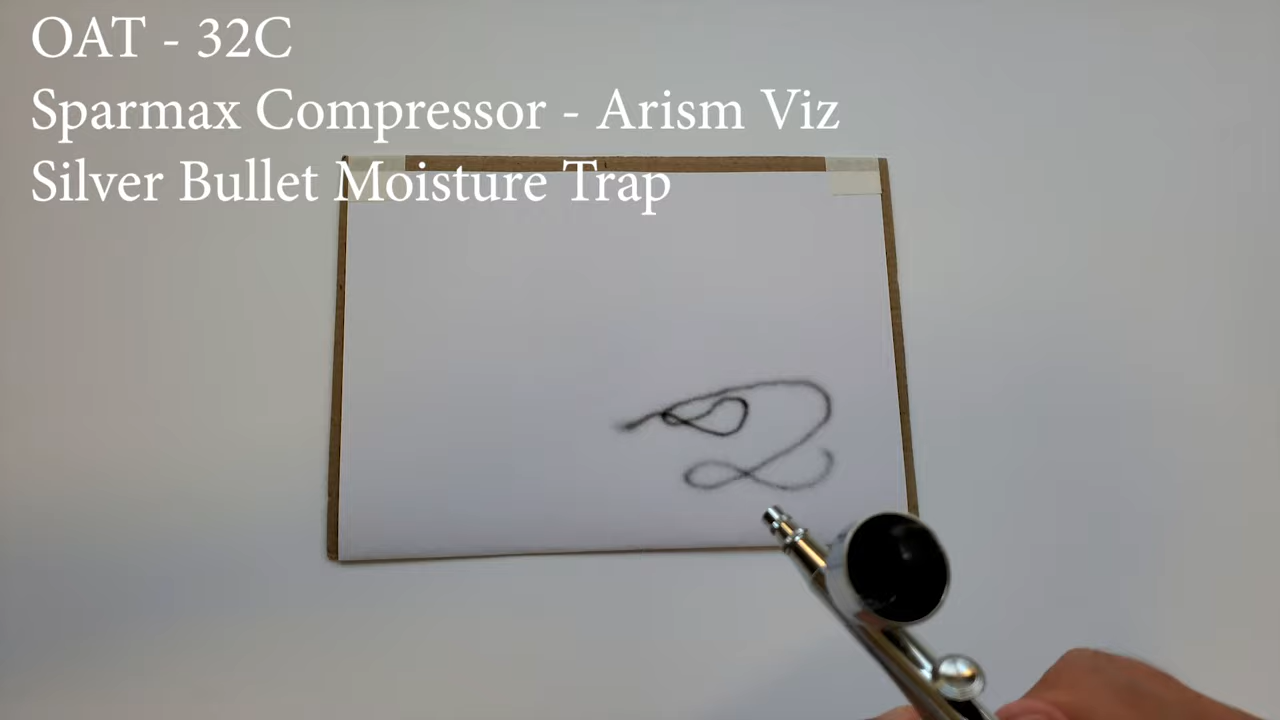 OAT - 32C
Sparmax Compressor - Arism Viz
Silver Bullet Moisture Trap